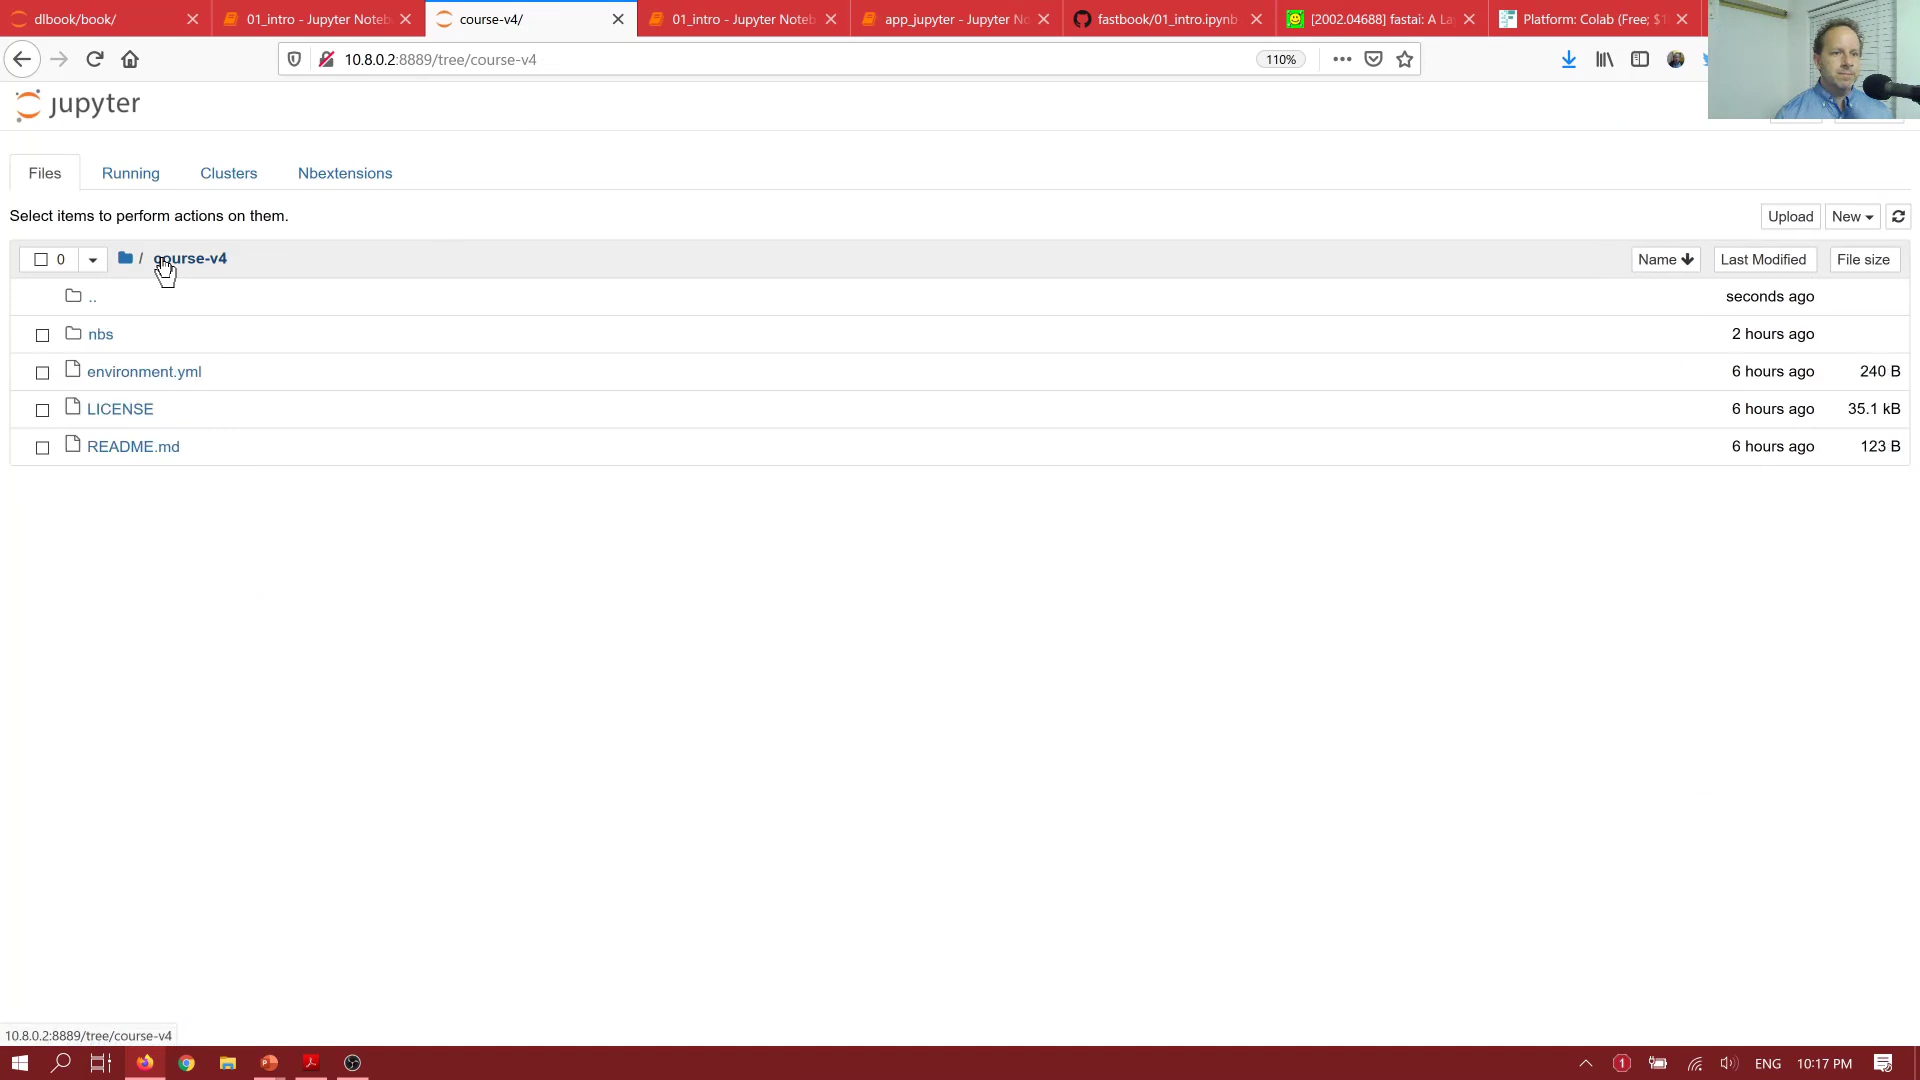 dlbook/book/
01_intro - Jupyter Noteb
course-v4/
01_intro - Jupyter Noteb
app_jupyter - Jupyter No
fastbook/01_intro.ipynb
[2002.04688] fastai: A La
Platform: Colab (Free; $1
10.8.0.2:8889/tree/course-v4
110%
jupyter
Files
Running
Clusters
Nbextensions
Select items to perform actions on them.
Upload
New
0
/
course-v4
Name
Last Modified
File size
..
seconds ago
nbs
2 hours ago
environment.yml
6 hours ago
240 B
LICENSE
6 hours ago
35.1 kB
README.md
6 hours ago
123 B
10.8.0.2:8889/tree/course-v4
1
ENG
10:17 PM